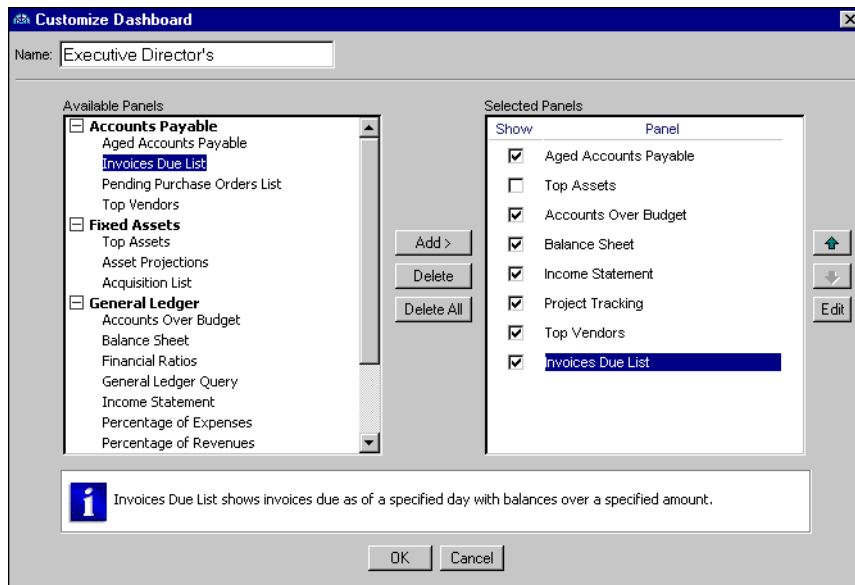 Customize Dashboard
Name: Executive Director's
Available Panels
Accounts Payable
Aged Accounts Payable
Invoices Due List
Pending Purchase Orders List
Top Vendors
Fixed Assets
Top Assets
Asset Projections
Acquisition List
General Ledger
Accounts Over Budget
Balance Sheet
Financial Ratios
General Ledger Query
Income Statement
Percentage of Expenses
Percentage of Revenues
Add >
Delete
Delete All
Selected Panels
Show Panel
Aged Accounts Payable
Top Assets
Accounts Over Budget
Balance Sheet
Income Statement
Project Tracking
Top Vendors
Invoices Due List
Edit
Invoices Due List shows invoices due as of a specified day with balances over a specified amount.
OK Cancel